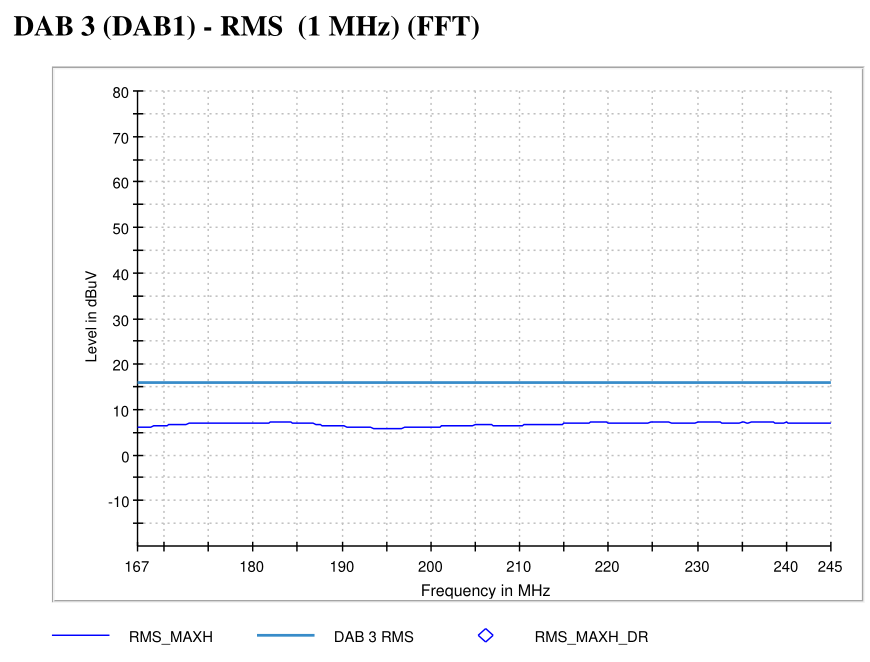 DAB 3 (DAB1) - RMS (1 MHz) (FFT)
80
70
60
50
40
30
20
10
0
-10
Level in dBuV
167 180 190 200 210 220 230 240 245
Frequency in MHz
RMS_MAXH DAB 3 RMS RMS_MAXH_DR